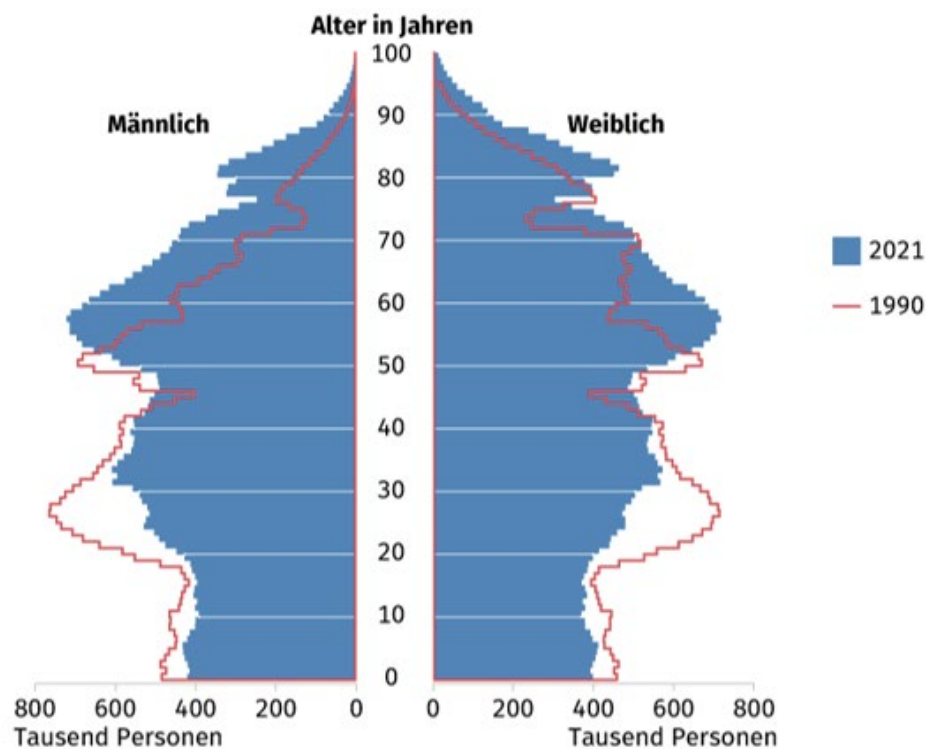 Alter in Jahren
100
Männlich
90
Weiblich
80
70
2021
60
1990
50
40
30
20
10
0
800 600 400 200 0
0 200 400 600 800
Tausend Personen
Tausend Personen